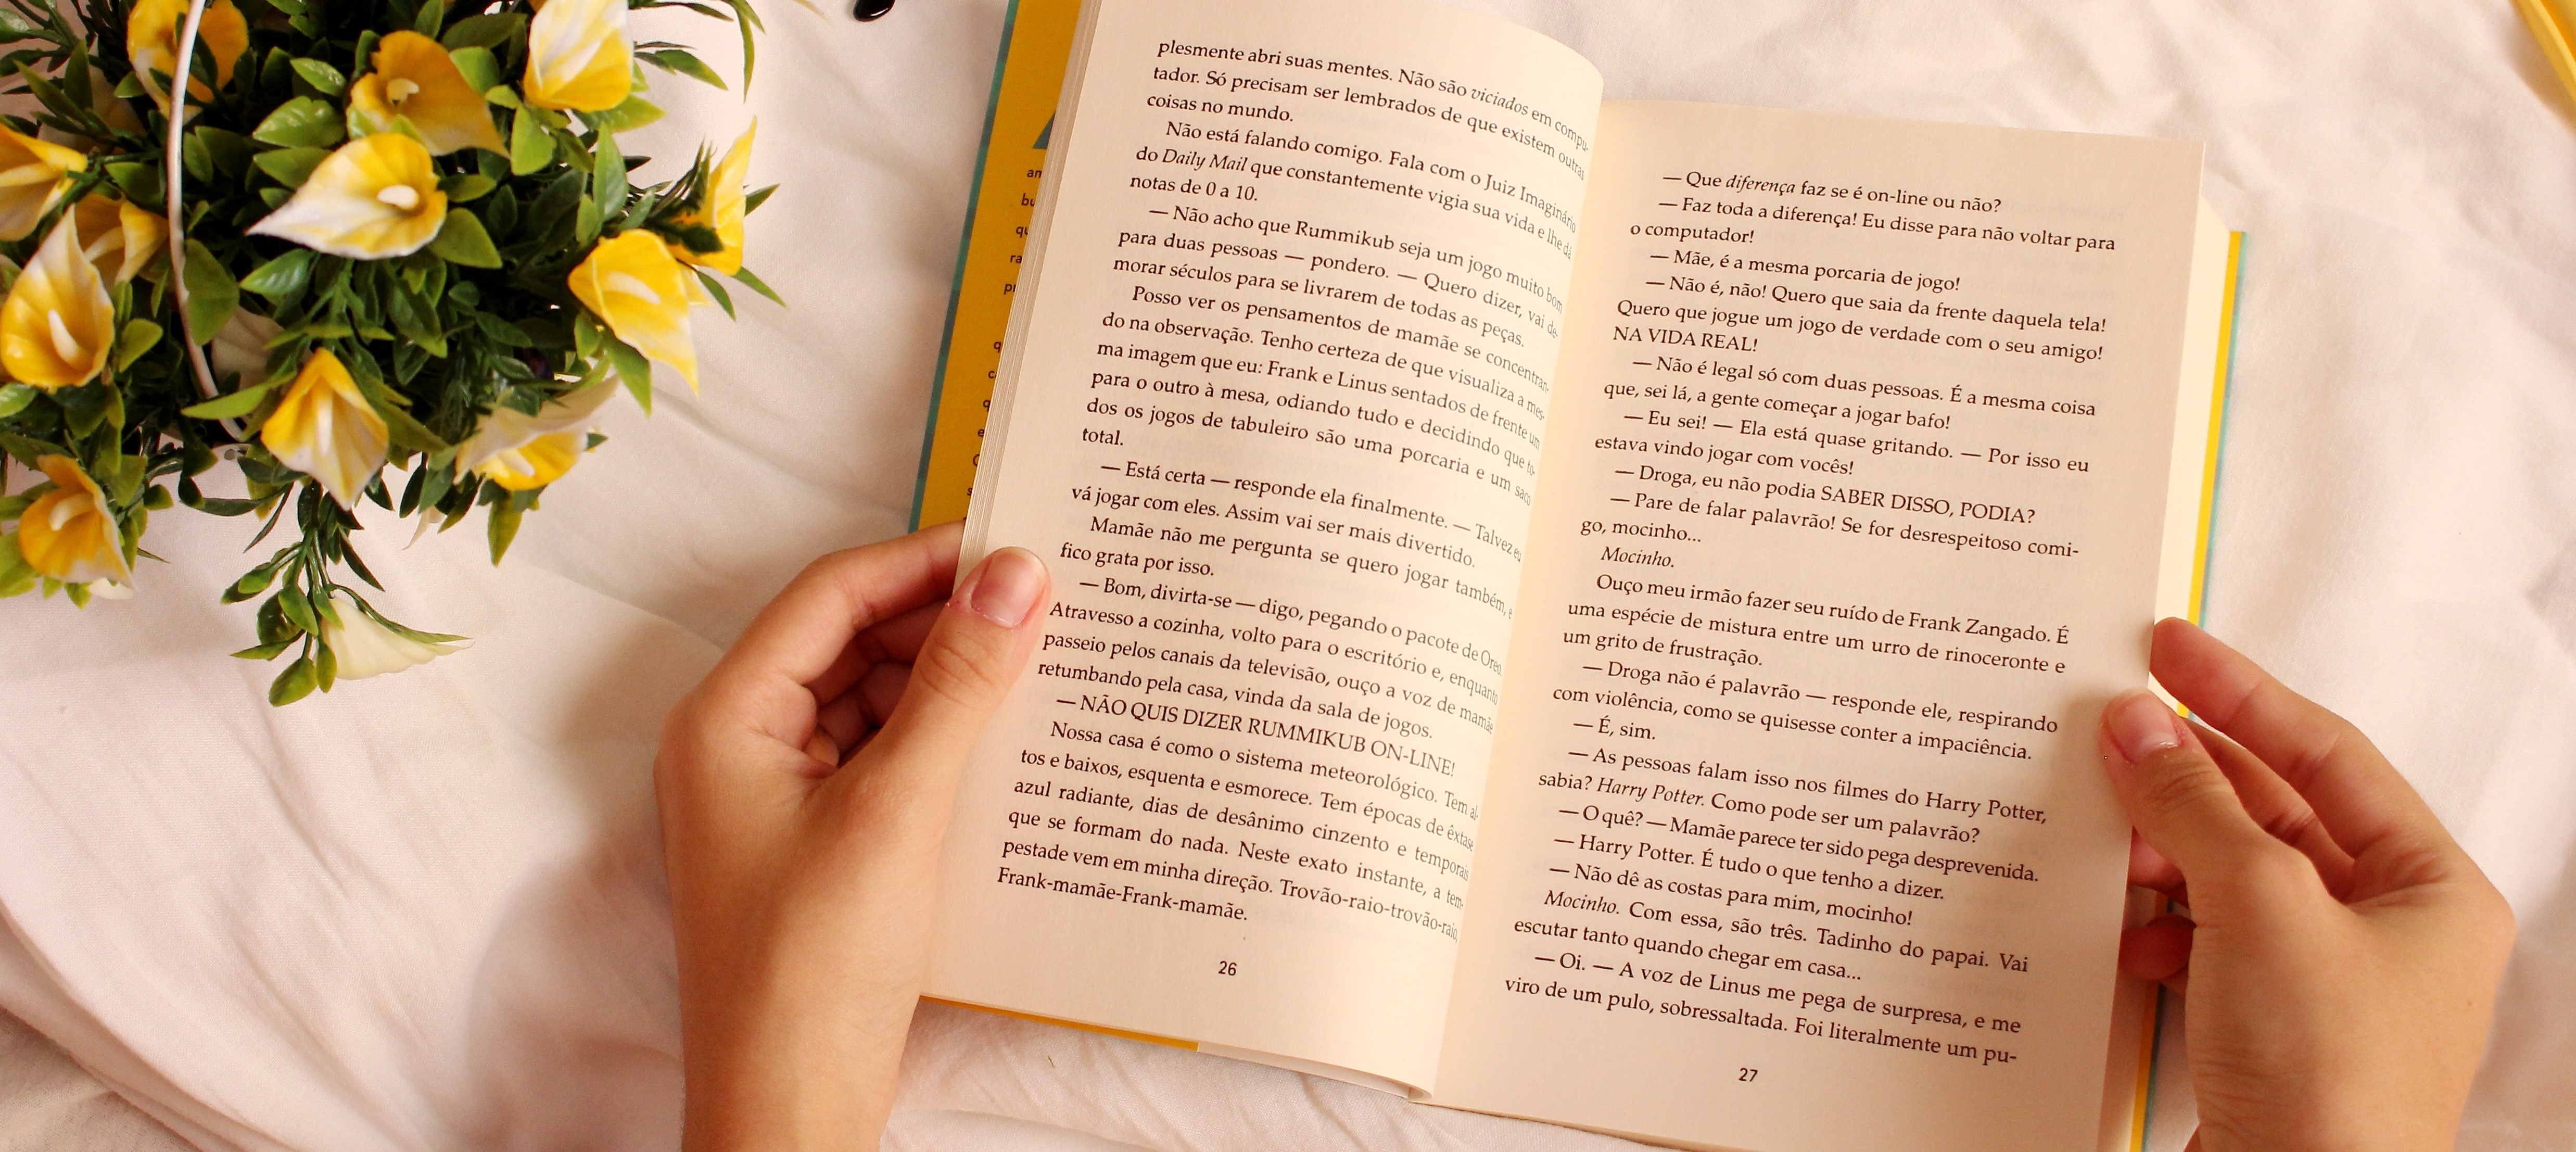 plesmente abri suas mentes. Não são viciados em compu-
tador. Só precisam ser lembrados de que existem outras
coisas no mundo.
Não está falando comigo. Fala com o Juiz Imaginário
do Daily Mail que constantemente vigia sua vida e lhe dá
notas de 0 a 10.
— Não acho que Rummikub seja um jogo muito bom
para duas pessoas — pondero. — Quero dizer, vai de-
morar séculos para se livrarem de todas as peças.
Posso ver os pensamentos de mamãe se concentran-
do na observação. Tenho certeza de que visualiza a mes-
ma imagem que eu: Frank e Linus sentados de frente um
para o outro à mesa, odiando tudo e decidindo que to-
dos os jogos de tabuleiro são uma porcaria e um saco
total.
— Está certa — responde ela finalmente. — Talvez eu
vá jogar com eles. Assim vai ser mais divertido.
Mamãe não me pergunta se quero jogar também, e
fico grata por isso.
— Bom, divirta-se — digo, pegando o pacote de Oreo
Atravesso a cozinha, volto para o escritório e, enquanto
passeio pelos canais da televisão, ouço a voz de mamãe
retumbando pela casa, vinda da sala de jogos.
— NÃO QUIS DIZER RUMMIKUB ON-LINE!
Nossa casa é como o sistema meteorológico. Tem al-
tos e baixos, esquenta e esmorece. Tem épocas de êxtase
azul radiante, dias de desânimo cinzento e temporais
que se formam do nada. Neste exato instante, a tem-
pestade vem em minha direção. Trovão-raio-trovão-raio,
Frank-mamãe-Frank-mamãe.
26
— Que diferença faz se é on-line ou não?
— Faz toda a diferença! Eu disse para não voltar para
o computador!
— Mãe, é a mesma porcaria de jogo!
— Não é, não! Quero que saia da frente daquela tela!
Quero que jogue um jogo de verdade com o seu amigo!
NA VIDA REAL!
— Não é legal só com duas pessoas. É a mesma coisa
que, sei lá, a gente começar a jogar bafo!
— Eu sei! — Ela está quase gritando. — Por isso eu
estava vindo jogar com vocês!
— Droga, eu não podia SABER DISSO, PODIA?
— Pare de falar palavrão! Se for desrespeitoso comi-
go, mocinho...
Mocinho.
Ouço meu irmão fazer seu ruído de Frank Zangado. É
uma espécie de mistura entre um urro de rinoceronte e
um grito de frustração.
— Droga não é palavrão — responde ele, respirando
com violência, como se quisesse conter a impaciência.
— É, sim.
— As pessoas falam isso nos filmes do Harry Potter,
sabia? Harry Potter. Como pode ser um palavrão?
— O quê? — Mamãe parece ter sido pega desprevenida.
— Harry Potter. É tudo o que tenho a dizer.
— Não dê as costas para mim, mocinho!
Mocinho. Com essa, são três. Tadinho do papai. Vai
escutar tanto quando chegar em casa...
— Oi. — A voz de Linus me pega de surpresa, e me
viro de um pulo, sobressaltada. Foi literalmente um pu-
27